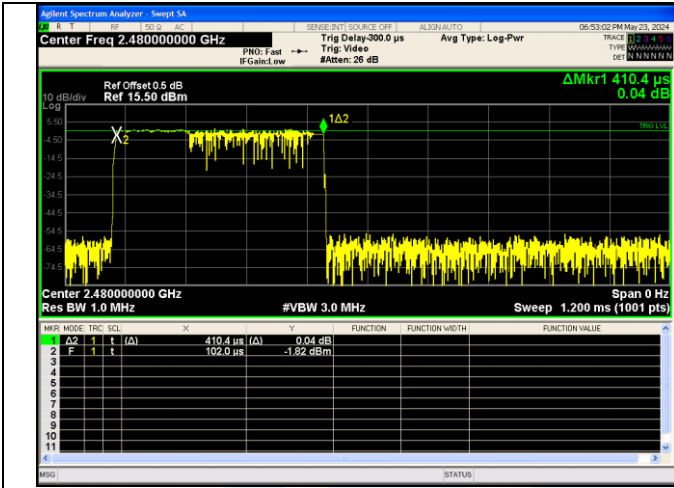 Agilent Spectrum Analyzer - Swept SA
R T RF 50 Ω AC SENSE:INT SOURCE OFF ALIGN AUTO 06:53:02 PM May 23, 2024
Center Freq 2.480000000 GHz
PNO: Fast
IFGain:Low
Trig Delay-300.0 µs
Trig: Video
#Atten: 26 dB
Avg Type: Log-Pwr
TRACE 1 2 3 4 5 6
TYPE
DET N N N N N N
ΔMkr1 410.4 µs
0.04 dB
Ref Offset 0.5 dB
10 dB/div Ref 15.50 dBm
Log
5.50
1Δ2
TRIG LVL
-4.50
2
-14.5
-24.5
-34.5
-44.5
-54.5
-64.5
-74.5
Center 2.480000000 GHz Span 0 Hz
Res BW 1.0 MHz #VBW 3.0 MHz Sweep 1.200 ms (1001 pts)
MKR MODE TRC SCL X Y FUNCTION FUNCTION WIDTH FUNCTION VALUE
1 Δ2 1 t (Δ) 410.4 µs (Δ) 0.04 dB
2 F 1 t 102.0 µs -1.82 dBm
3
4
5
6
7
8
9
10
11
MSG STATUS